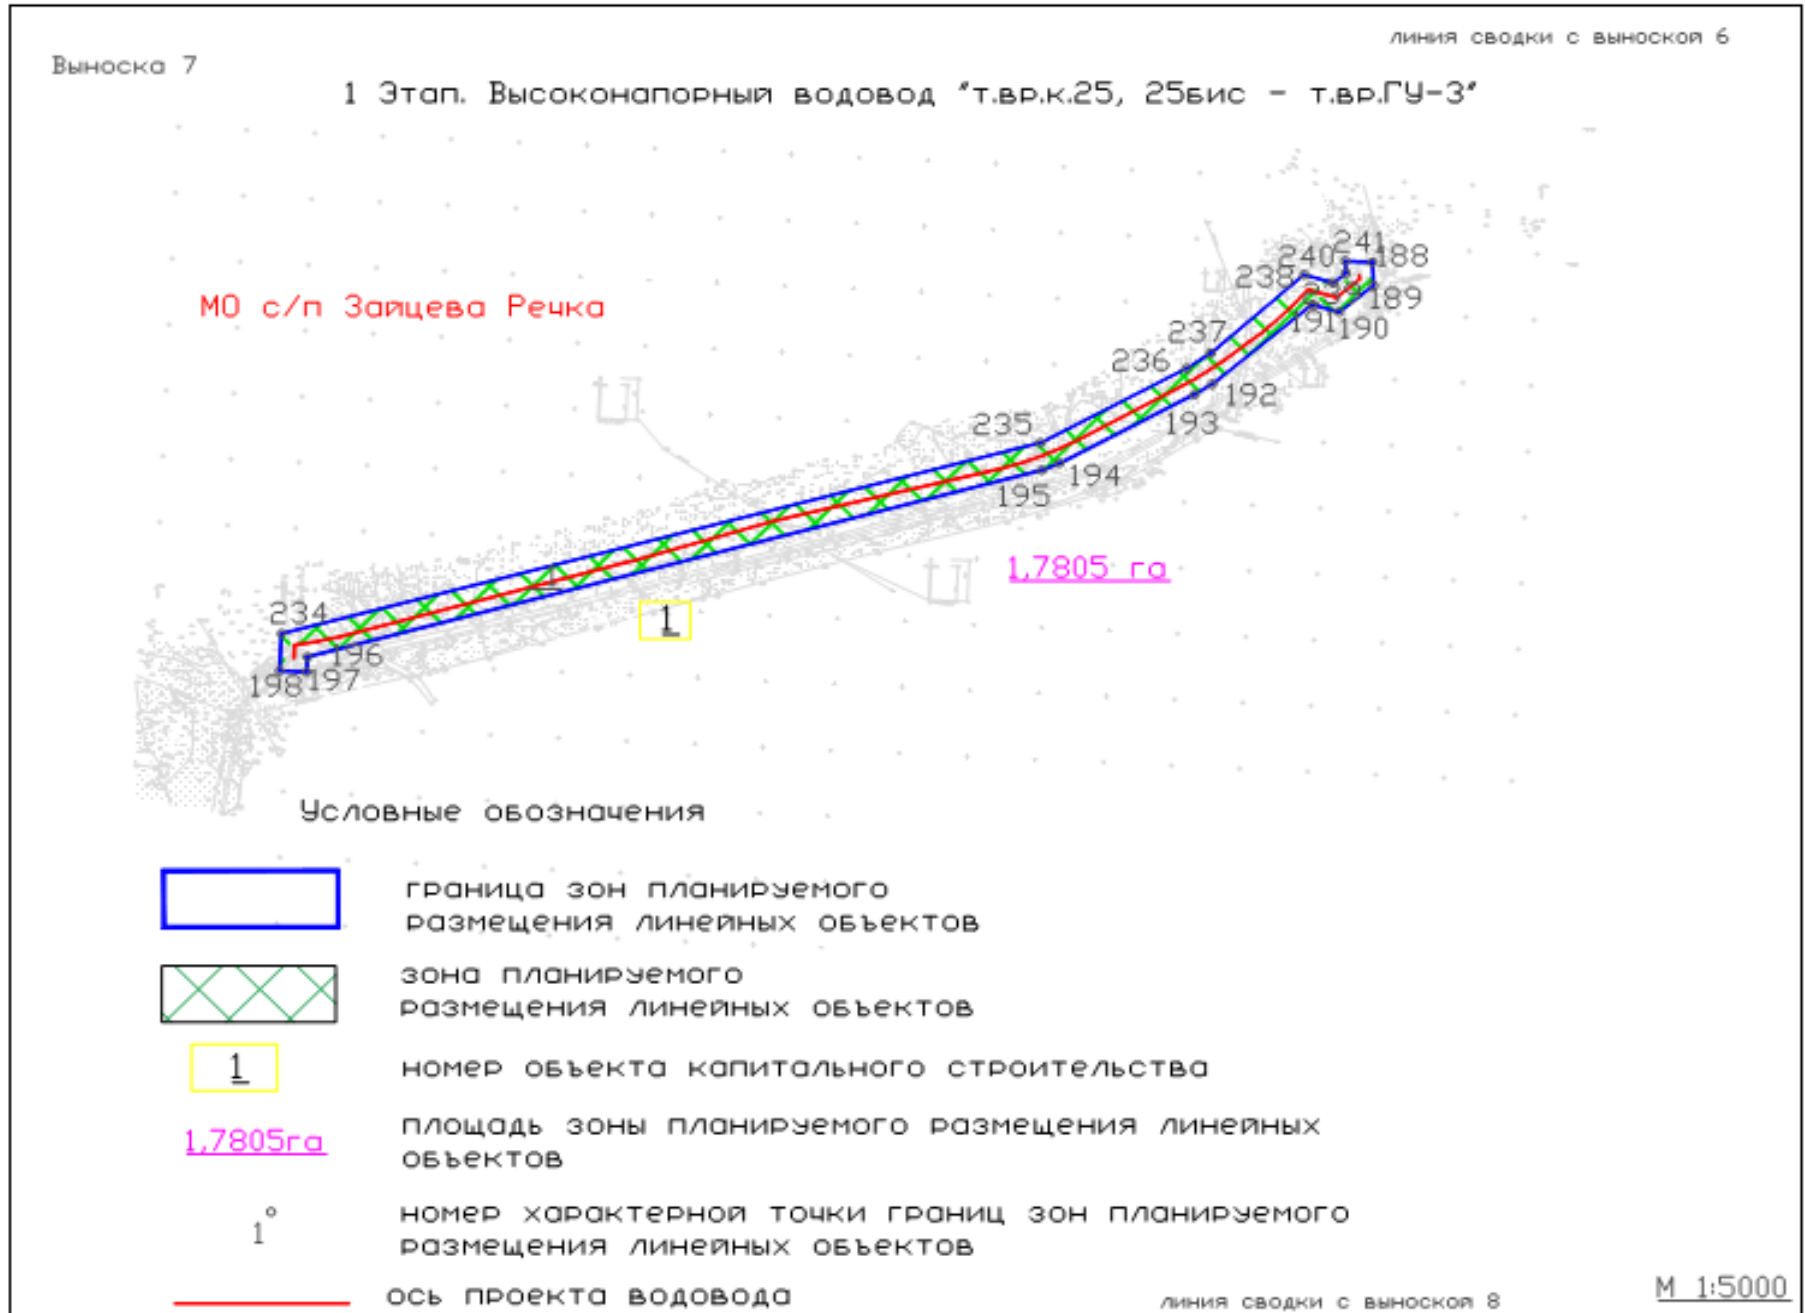 линия сводки с выноской 6
Выноска 7
1 Этап. Высоконапорный водовод "т.вр.к.25, 25бис - т.вр.ГУ-3"
МО с/п Зайцева Речка
241
240
188
238
189
191
190
237
236
192
193
235
194
195
1,7805 га
1
234
196
197
198
Условные обозначения
граница зон планируемого
размещения линейных объектов
зона планируемого
размещения линейных объектов
1
номер объекта капитального строительства
1,7805га
площадь зоны планируемого размещения линейных
объектов
1°
номер характерной точки границ зон планируемого
размещения линейных объектов
ось проекта водовода
линия сводки с выноской 8
М 1:5000